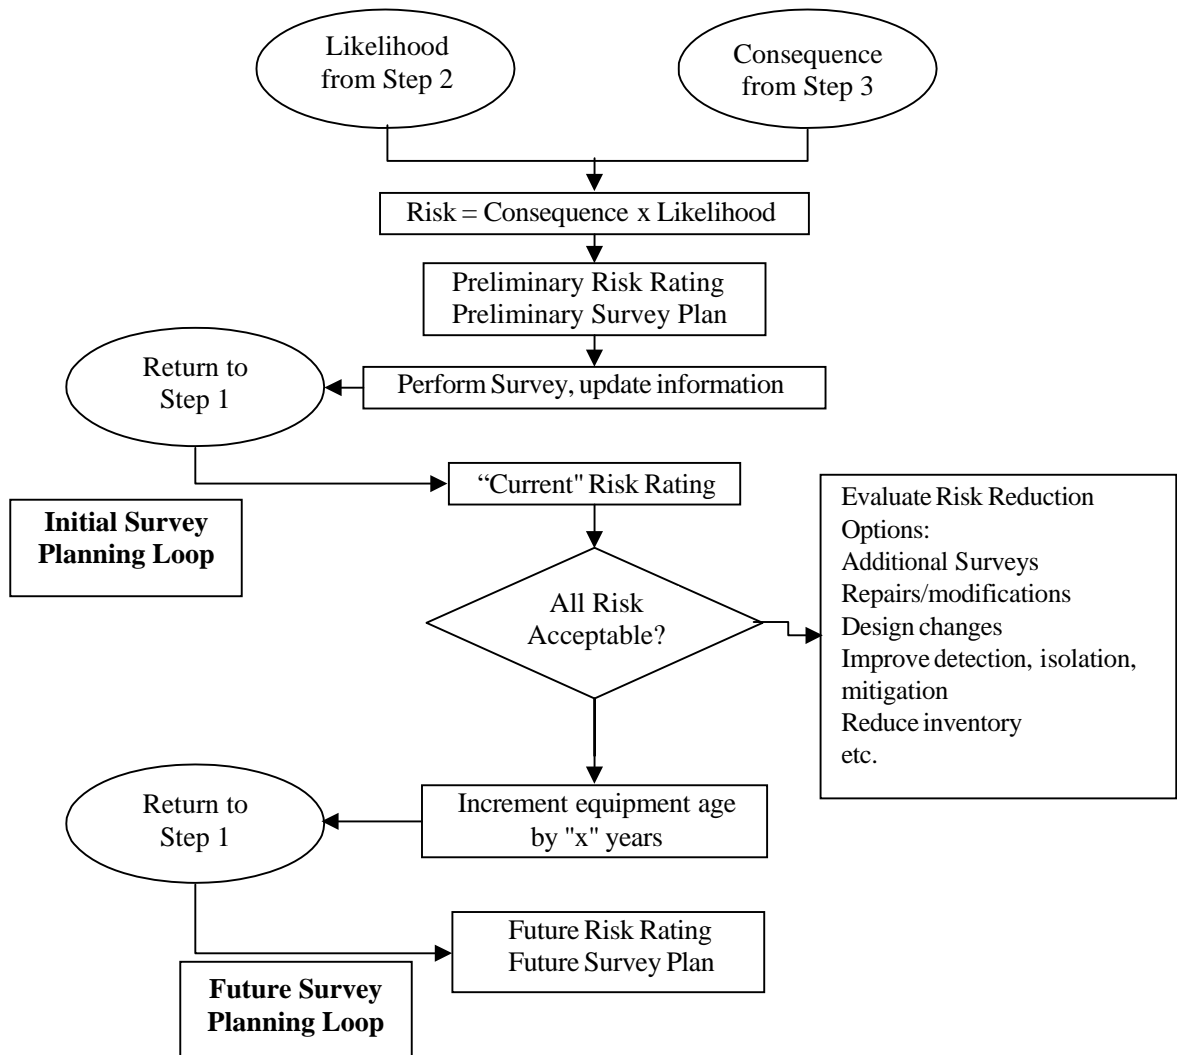 Likelihood
from Step 2
Consequence
from Step 3
Risk = Consequence x Likelihood
Preliminary Risk Rating
Preliminary Survey Plan
Return to
Step 1
Perform Survey, update information
“Current" Risk Rating
Initial Survey
Planning Loop
Evaluate Risk Reduction
Options:
Additional Surveys
Repairs/modifications
Design changes
Improve detection, isolation,
mitigation
Reduce inventory
etc.
All Risk
Acceptable?
Return to
Step 1
Increment equipment age
by "x" years
Future Risk Rating
Future Survey Plan
Future Survey
Planning Loop